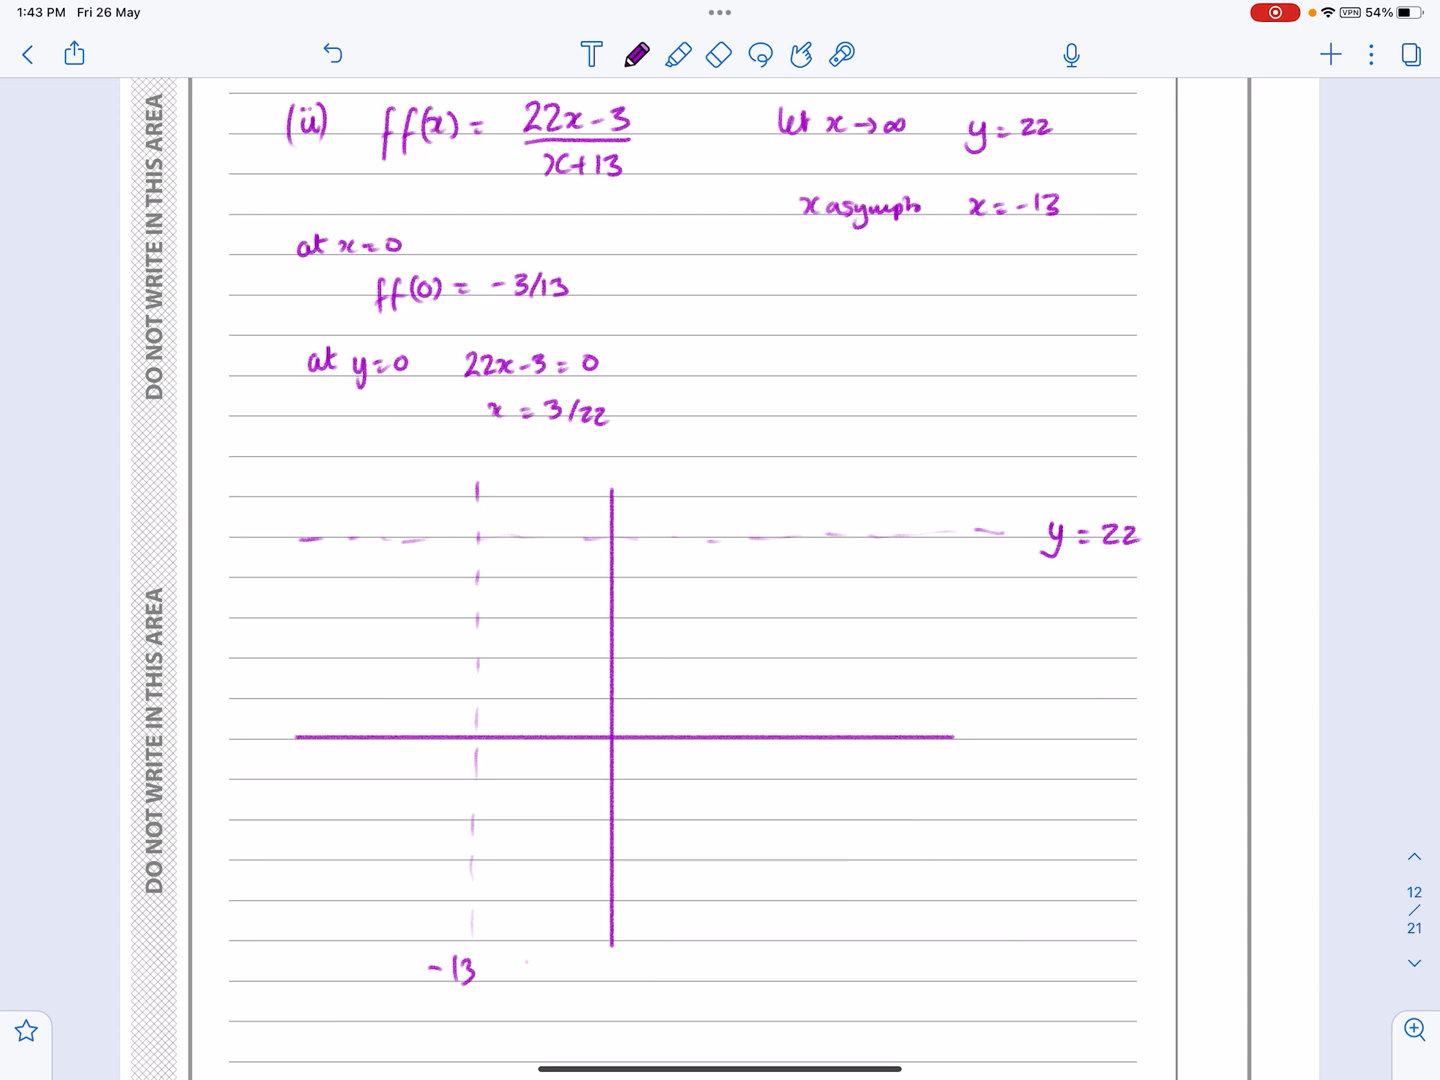 1:43 PM Fri 26 May
VPN 54%
DO NOT WRITE IN THIS AREA
(ii) ff(x) = 22x-3 / x+13 let x→∞ y = 22
x asymph x = -13
at x=0
ff(0) = -3/13
at y=0 22x-3=0
x = 3/22
y = 22
DO NOT WRITE IN THIS AREA
-13
12
/
21